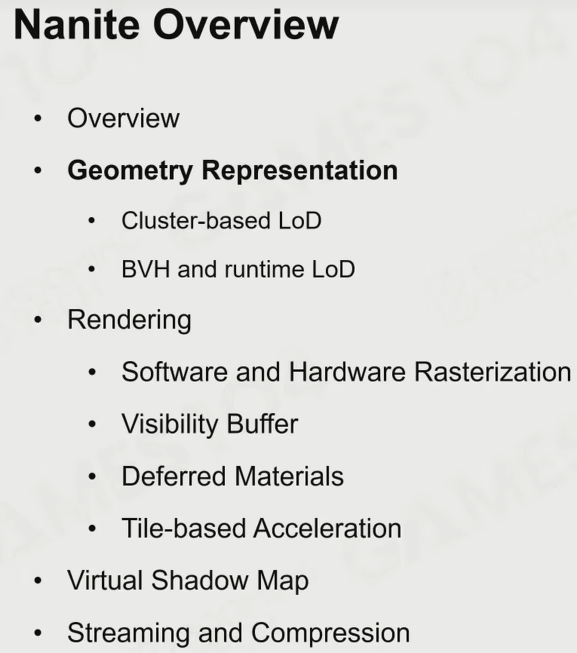 Nanite Overview
• Overview
• Geometry Representation
• Cluster-based LoD
• BVH and runtime LoD
• Rendering
• Software and Hardware Rasterization
• Visibility Buffer
• Deferred Materials
• Tile-based Acceleration
• Virtual Shadow Map
• Streaming and Compression